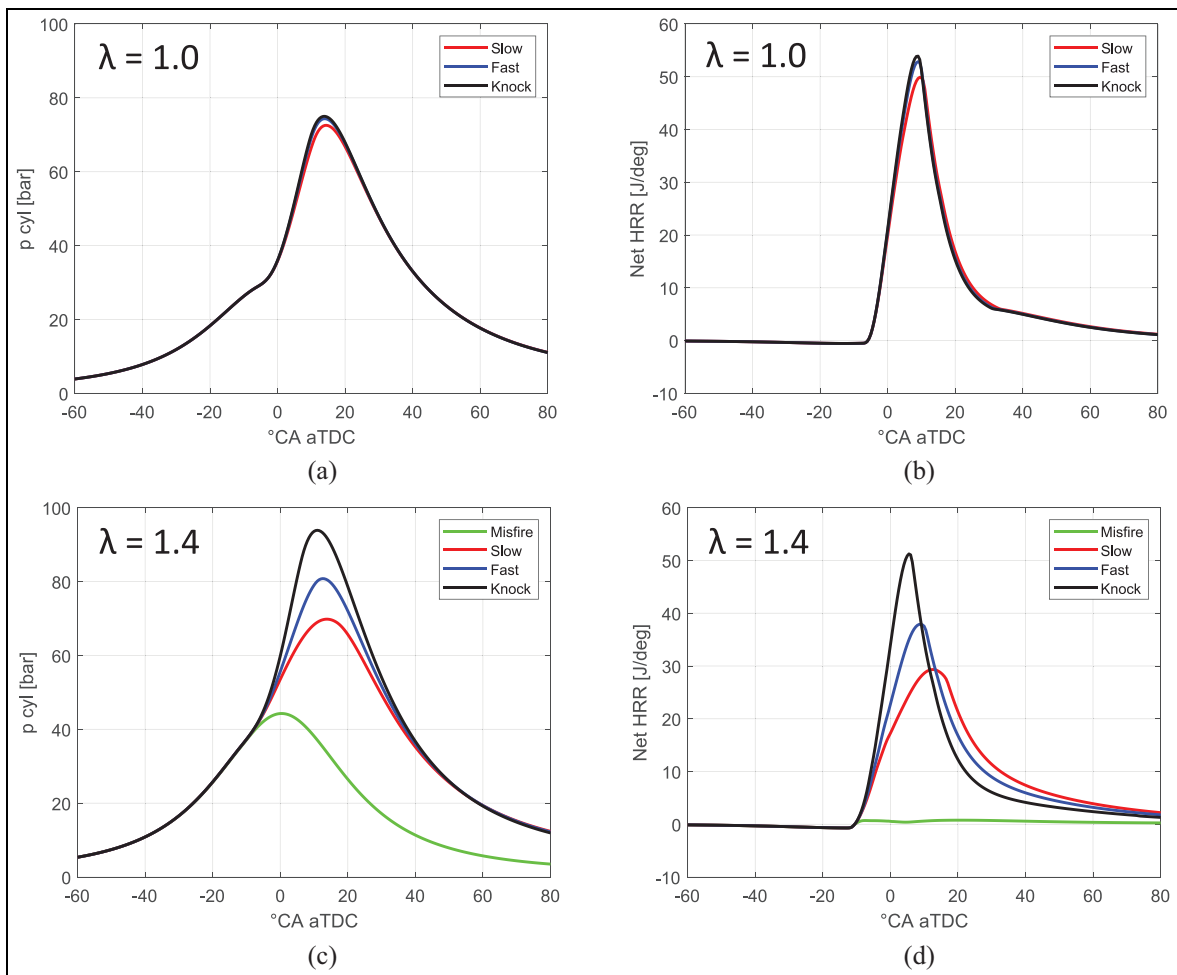 λ = 1.0
Slow
Fast
Knock
p cyl [bar]
100
80
60
40
20
0
-60 -40 -20 0 20 40 60 80
°CA aTDC
(a)
λ = 1.0
Slow
Fast
Knock
Net HRR [J/deg]
60
50
40
30
20
10
0
-10
-60 -40 -20 0 20 40 60 80
°CA aTDC
(b)
λ = 1.4
Misfire
Slow
Fast
Knock
p cyl [bar]
100
80
60
40
20
0
-60 -40 -20 0 20 40 60 80
°CA aTDC
(c)
λ = 1.4
Misfire
Slow
Fast
Knock
Net HRR [J/deg]
60
50
40
30
20
10
0
-10
-60 -40 -20 0 20 40 60 80
°CA aTDC
(d)